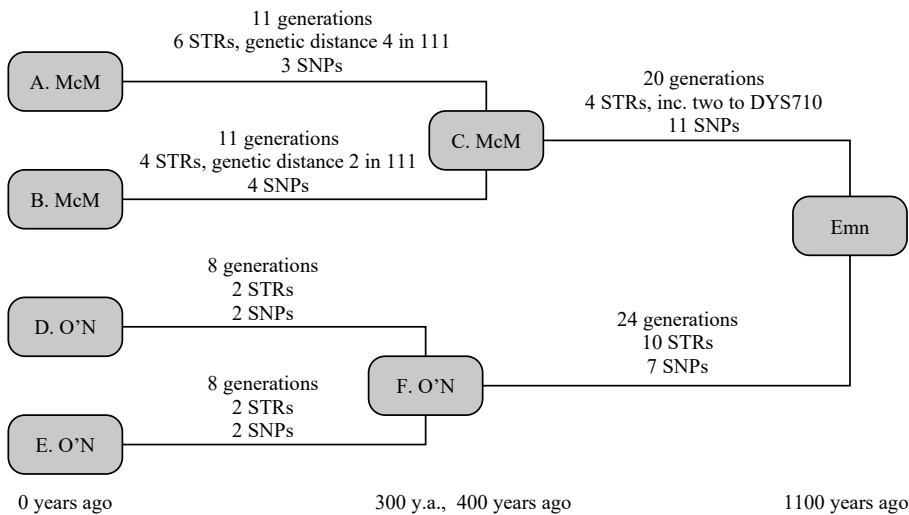 11 generations
6 STRs, genetic distance 4 in 111
3 SNPs
A. McM
20 generations
4 STRs, inc. two to DYS710
11 SNPs
11 generations
4 STRs, genetic distance 2 in 111
4 SNPs
C. McM
B. McM
Emn
8 generations
2 STRs
2 SNPs
D. O'N
24 generations
10 STRs
7 SNPs
8 generations
2 STRs
2 SNPs
F. O'N
E. O'N
0 years ago
300 y.a., 400 years ago
1100 years ago